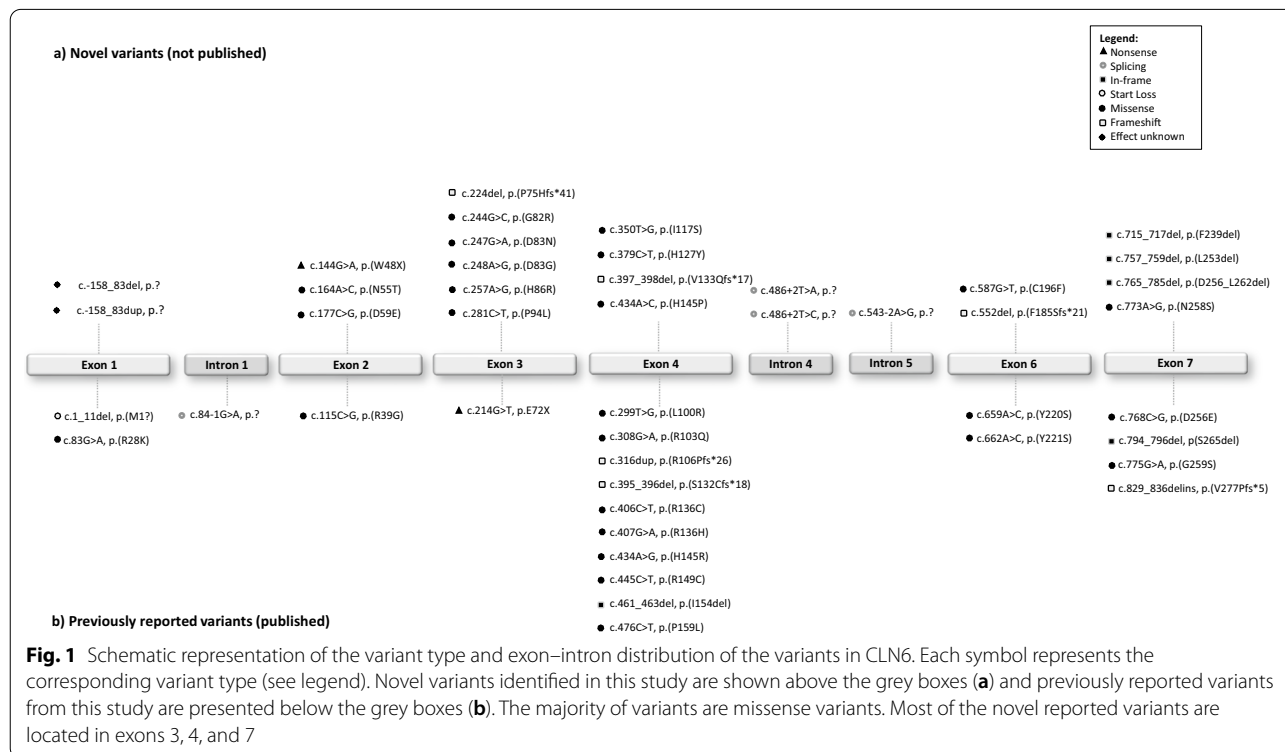 a) Novel variants (not published)
Legend:
Nonsense
Splicing
In-frame
Start Loss
Missense
Frameshift
Effect unknown
c.-158_83del, p.?
c.-158_83dup, p.?
c.144G>A, p.(W48X)
c.164A>C, p.(N55T)
c.177C>G, p.(D59E)
c.224del, p.(P75Hfs*41)
c.244G>C, p.(G82R)
c.247G>A, p.(D83N)
c.248A>G, p.(D83G)
c.257A>G, p.(H86R)
c.281C>T, p.(P94L)
c.350T>G, p.(I117S)
c.379C>T, p.(H127Y)
c.397_398del, p.(V133Qfs*17)
c.434A>C, p.(H145P)
c.486+2T>A, p.?
c.486+2T>C, p.?
c.543-2A>G, p.?
c.587G>T, p.(C196F)
c.552del, p.(F185Sfs*21)
c.715_717del, p.(F239del)
c.757_759del, p.(L253del)
c.765_785del, p.(D256_L262del)
c.773A>G, p.(N258S)
Exon 1
Intron 1
Exon 2
Exon 3
Exon 4
Intron 4
Intron 5
Exon 6
Exon 7
c.1_11del, p.(M1?)
c.83G>A, p.(R28K)
c.84-1G>A, p.?
c.115C>G, p.(R39G)
c.214G>T, p.E72X
c.299T>G, p.(L100R)
c.308G>A, p.(R103Q)
c.316dup, p.(R106Pfs*26)
c.395_396del, p.(S132Cfs*18)
c.406C>T, p.(R136C)
c.407G>A, p.(R136H)
c.434A>G, p.(H145R)
c.445C>T, p.(R149C)
c.461_463del, p.(I154del)
c.476C>T, p.(P159L)
c.659A>C, p.(Y220S)
c.662A>C, p.(Y221S)
c.768C>G, p.(D256E)
c.794_796del, p(S265del)
c.775G>A, p.(G259S)
c.829_836delins, p.(V277Pfs*5)
b) Previously reported variants (published)
Fig. 1 Schematic representation of the variant type and exon–intron distribution of the variants in CLN6. Each symbol represents the
corresponding variant type (see legend). Novel variants identified in this study are shown above the grey boxes (a) and previously reported variants
from this study are presented below the grey boxes (b). The majority of variants are missense variants. Most of the novel reported variants are
located in exons 3, 4, and 7